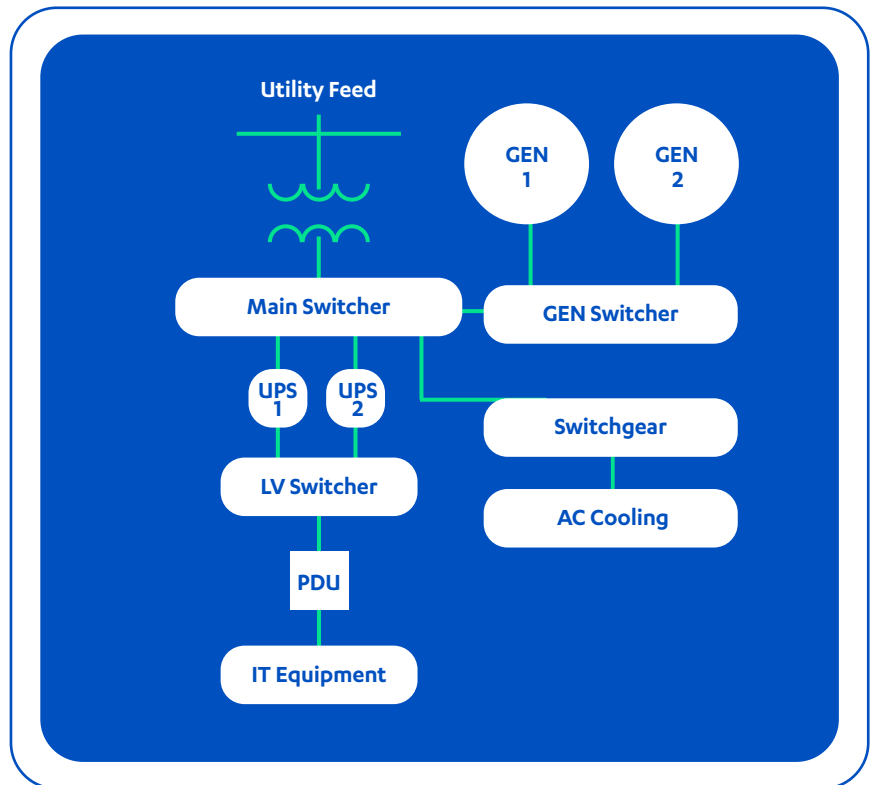 Utility Feed
GEN
1
GEN
2
Main Switcher
GEN Switcher
UPS
1
UPS
2
Switchgear
LV Switcher
AC Cooling
PDU
IT Equipment